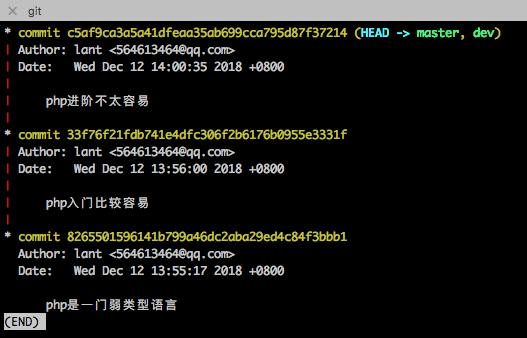 git
* commit c5af9ca3a5a41dfeaa35ab699cca795d87f37214 (HEAD -> master, dev)
| Author: lant <564613464@qq.com>
| Date:   Wed Dec 12 14:00:35 2018 +0800
|
|     php进阶不太容易
|
* commit 33f76f21fdb741e4dfc306f2b6176b0955e3331f
| Author: lant <564613464@qq.com>
| Date:   Wed Dec 12 13:56:00 2018 +0800
|
|     php入门比较容易
|
* commit 8265501596141b799a46dc2aba29ed4c84f3bbb1
  Author: lant <564613464@qq.com>
  Date:   Wed Dec 12 13:55:17 2018 +0800
      php是一门弱类型语言
(END)